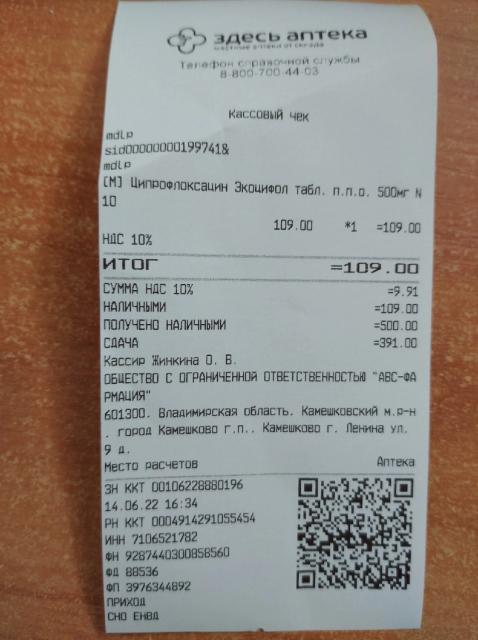 здесь аптека
частные аптеки от склада
Телефон справочной службы
8-800-700-44-03
Кассовый чек
mdlp
sid00000000199741&
mdlp
[М] Ципрофлоксацин Экоцифол табл. п.п.о. 500мг N
10
109.00 *1 =109.00
НДС 10%
ИТОГ =109.00
СУММА НДС 10% =9.91
НАЛИЧНЫМИ =109.00
ПОЛУЧЕНО НАЛИЧНЫМИ =500.00
СДАЧА =391.00
Кассир Жинкина О. В.
ОБЩЕСТВО С ОГРАНИЧЕННОЙ ОТВЕТСТВЕННОСТЬЮ "АВС-ФА
РМАЦИЯ"
601300. Владимирская область. Камешковский м.р-н
. город Камешково г.п.. Камешково г. Ленина ул.
9 д.
Место расчетов Аптека
ЗН ККТ 00106228880196
14.06.22 16:34
РН ККТ 0004914291055454
ИНН 7106521782
ФН 9287440300858560
ФД 88536
ФП 3976344892
ПРИХОД
СНО ЕНВД